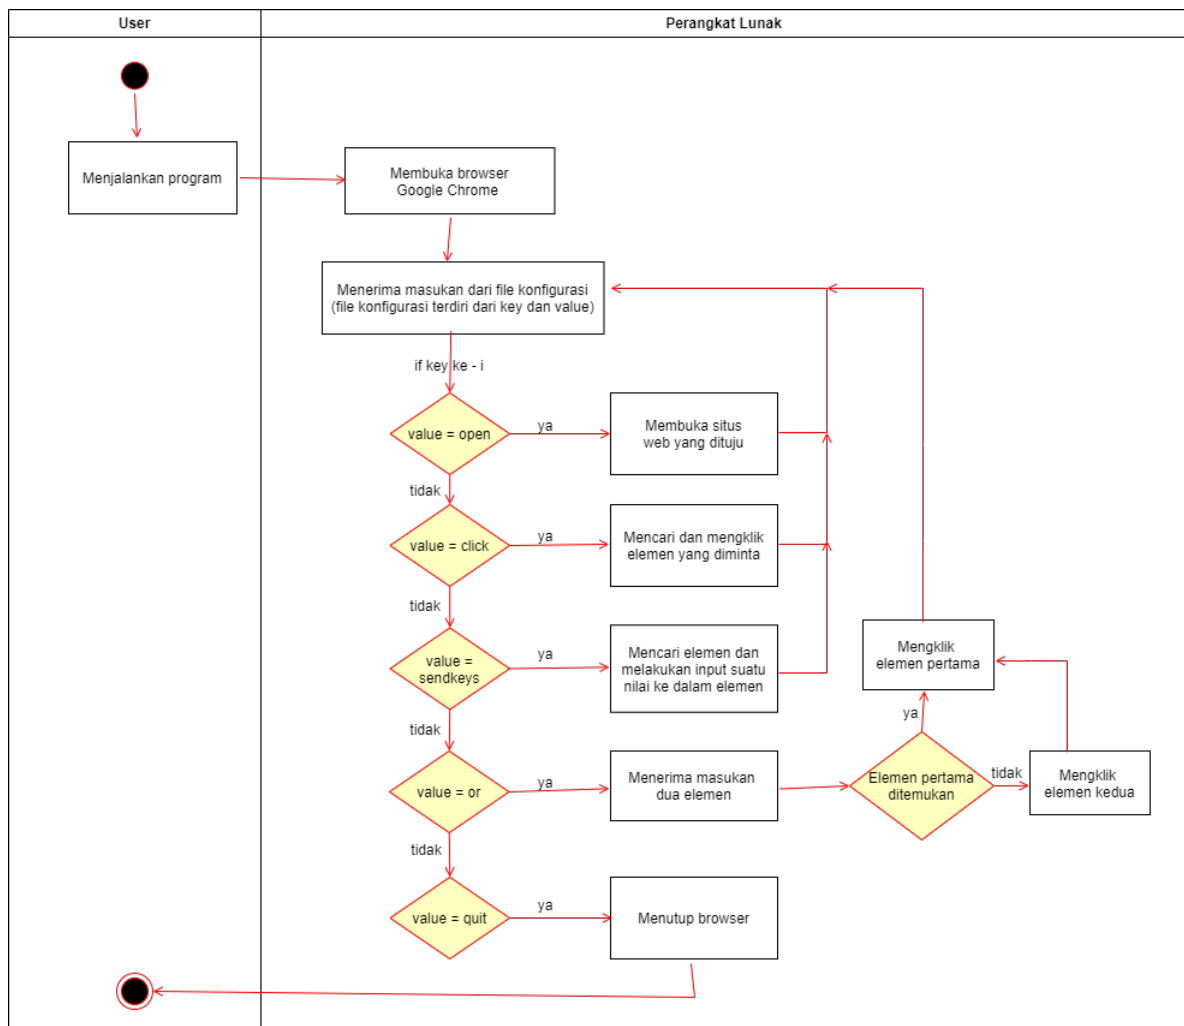 User
Perangkat Lunak
Menjalankan program
Membuka browser
Google Chrome
Menerima masukan dari file konfigurasi
(file konfigurasi terdiri dari key dan value)
if key ke - i
value = open
ya
Membuka situs
web yang dituju
tidak
value = click
ya
Mencari dan mengklik
elemen yang diminta
tidak
value =
sendkeys
ya
Mencari elemen dan
melakukan input suatu
nilai ke dalam elemen
Mengklik
elemen pertama
tidak
ya
value = or
ya
Menerima masukan
dua elemen
Elemen pertama
ditemukan
tidak
Mengklik
elemen kedua
tidak
value = quit
ya
Menutup browser